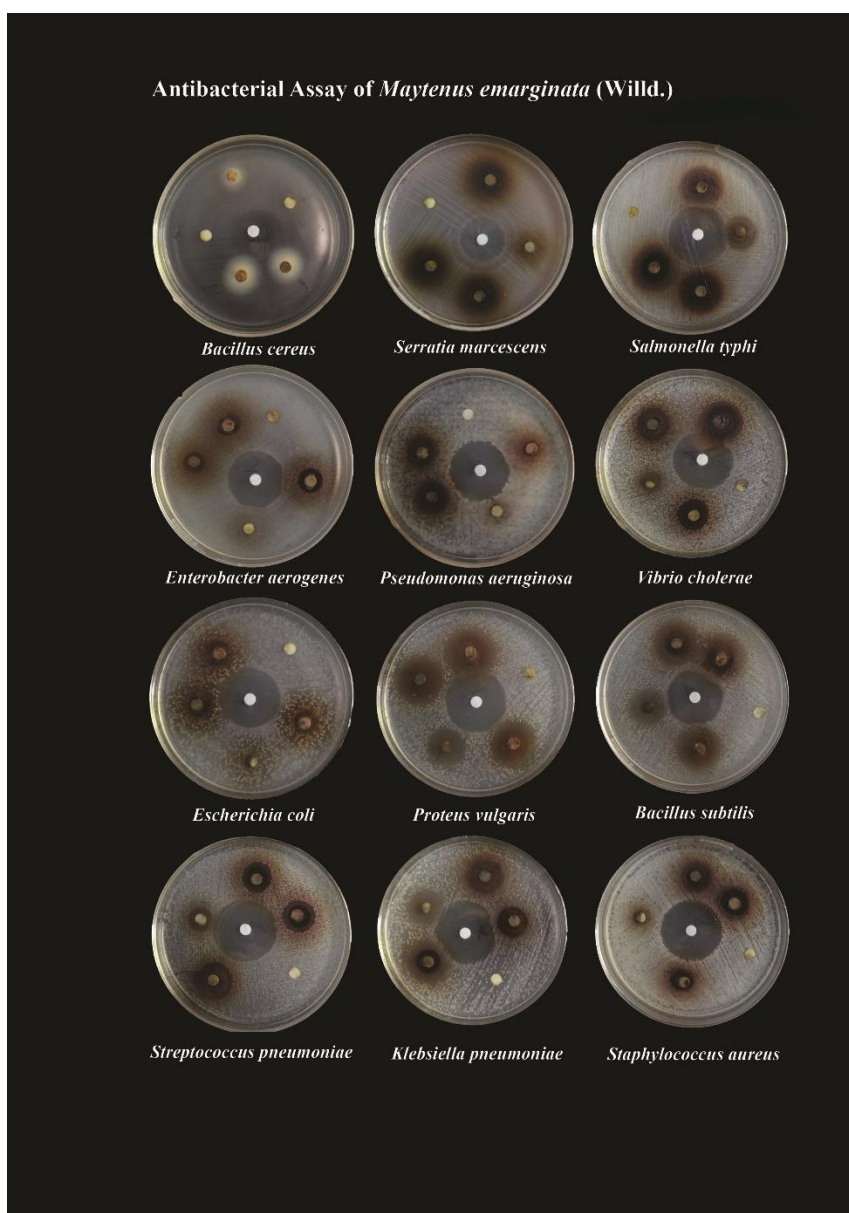 Antibacterial Assay of Maytenus emarginata (Willd.)
Bacillus cereus
Serratia marcescens
Salmonella typhi
Enterobacter aerogenes
Pseudomonas aeruginosa
Vibrio cholerae
Escherichia coli
Proteus vulgaris
Bacillus subtilis
Streptococcus pneumoniae
Klebsiella pneumoniae
Staphylococcus aureus